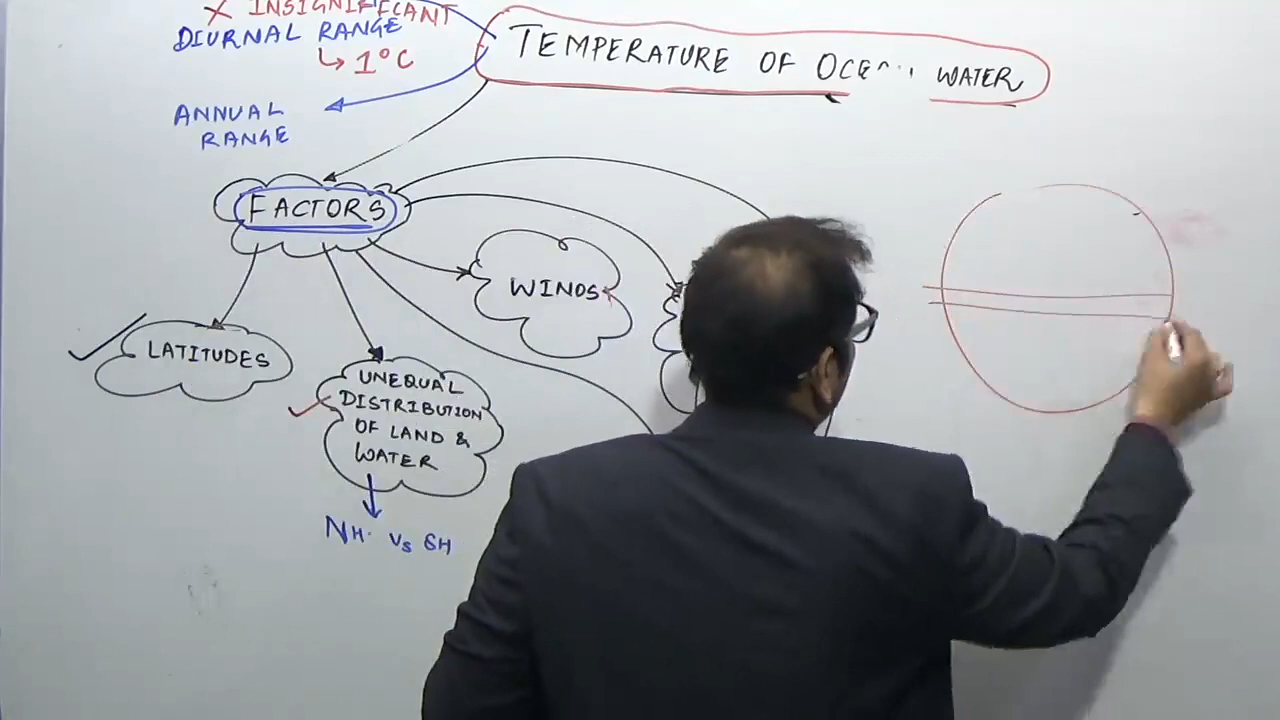 X INSIGNIFICANT
DIURNAL RANGE
↳ 1°C
TEMPERATURE OF WATER
ANNUAL
RANGE
FACTORS
WINDS
LATITUDES
UNEQUAL
DISTRIBUTION
OF LAND &
WATER
NH. Vs SH